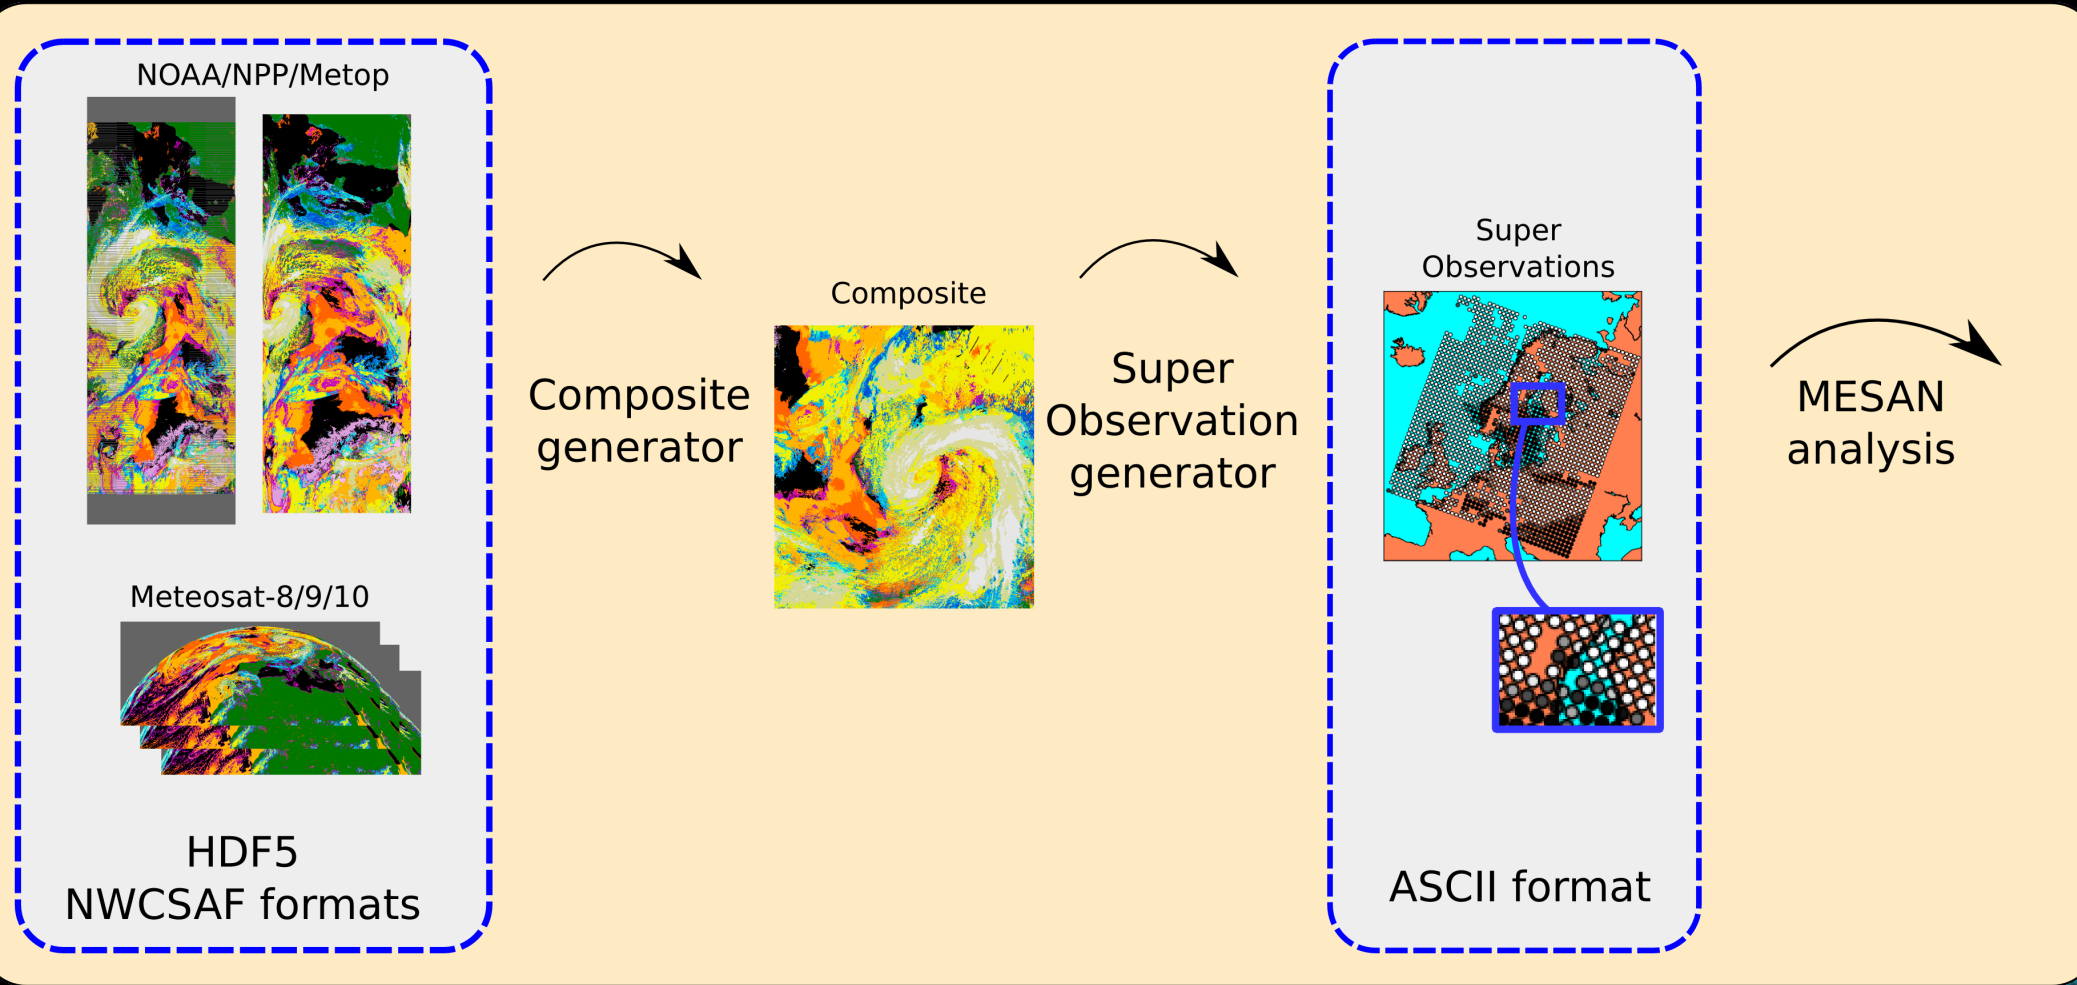 NOAA/NPP/Metop
Meteosat-8/9/10
HDF5
NWCSAF formats
Composite
generator
Composite
Super
Observation
generator
Super
Observations
ASCII format
MESAN
analysis